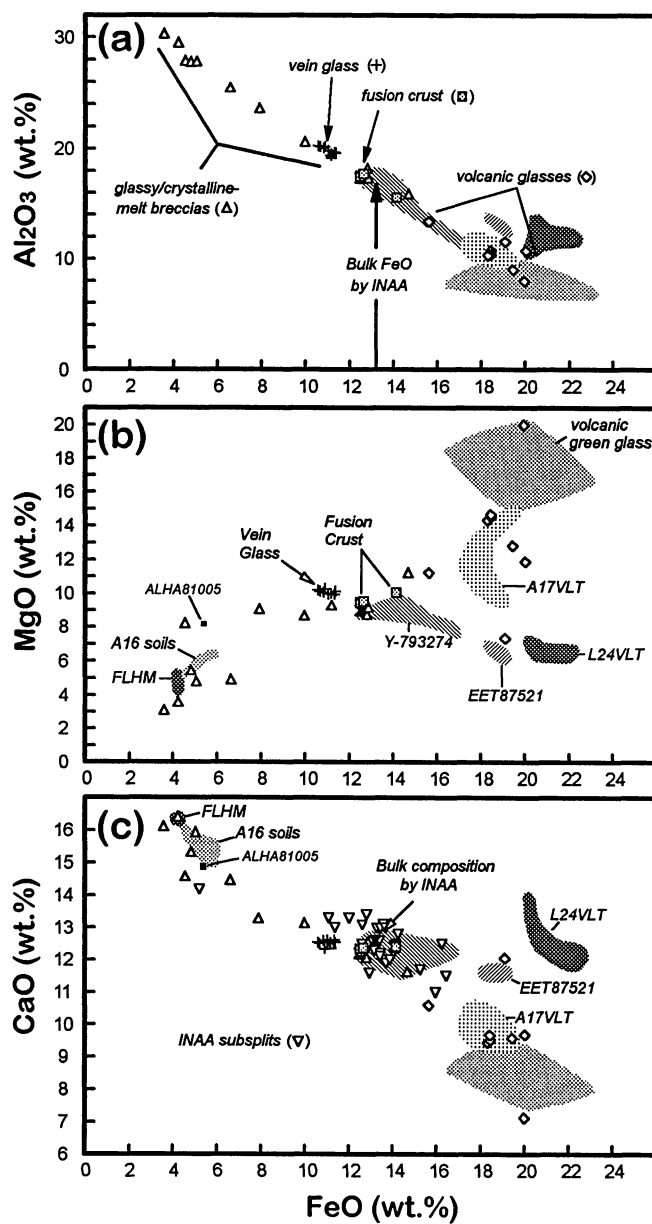 (a)
Al2O3 (wt.%)
30
20
10
0
vein glass (+)
fusion crust (⊡)
glassy/crystalline-
melt breccias (△)
volcanic glasses (◇)
Bulk FeO
by INAA
0 2 4 6 8 10 12 14 16 18 20 22 24
(b)
MgO (wt.%)
20
18
16
14
12
10
8
6
4
2
0
volcanic
green glass
Vein
Glass
Fusion
Crust
ALHA81005
A16 soils
FLHM
A17VLT
Y-793274
L24VLT
EET87521
0 2 4 6 8 10 12 14 16 18 20 22 24
(c)
CaO (wt.%)
16
15
14
13
12
11
10
9
8
7
6
FLHM
A16 soils
ALHA81005
Bulk composition
by INAA
L24VLT
EET87521
A17VLT
INAA subsplits (▽)
0 2 4 6 8 10 12 14 16 18 20 22 24
FeO (wt.%)